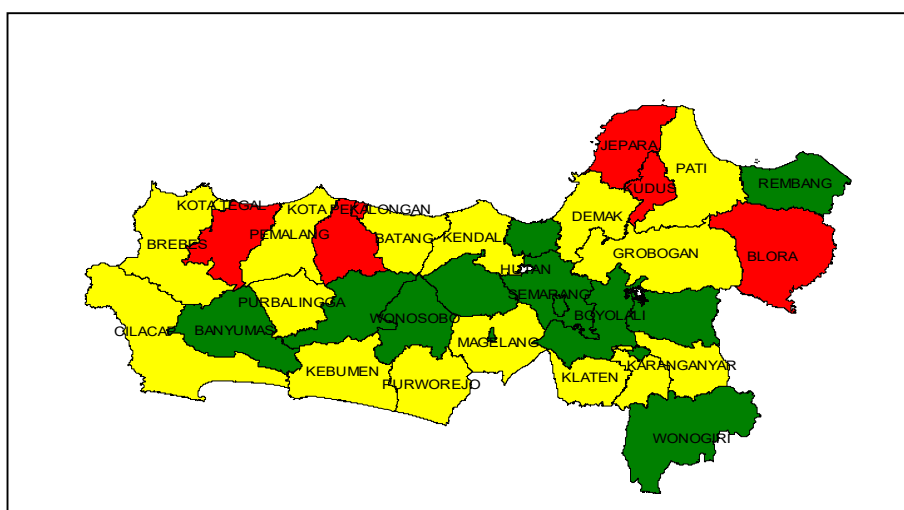 JEPARA
PATI
KUDUS
REMBANG
KOTA TEGAL
KOTA PEKALONGAN
DEMAK
PEMALANG
BATANG
KENDAL
BREBES
GROBOGAN
BLORA
HUTAN
SEMARANG
PURBALINGGA
WONOSOBO
BOYOLALI
CILACAP
BANYUMAS
MAGELANG
KEBUMEN
PURWOREJO
KLATEN
KARANGANYAR
WONOGIRI